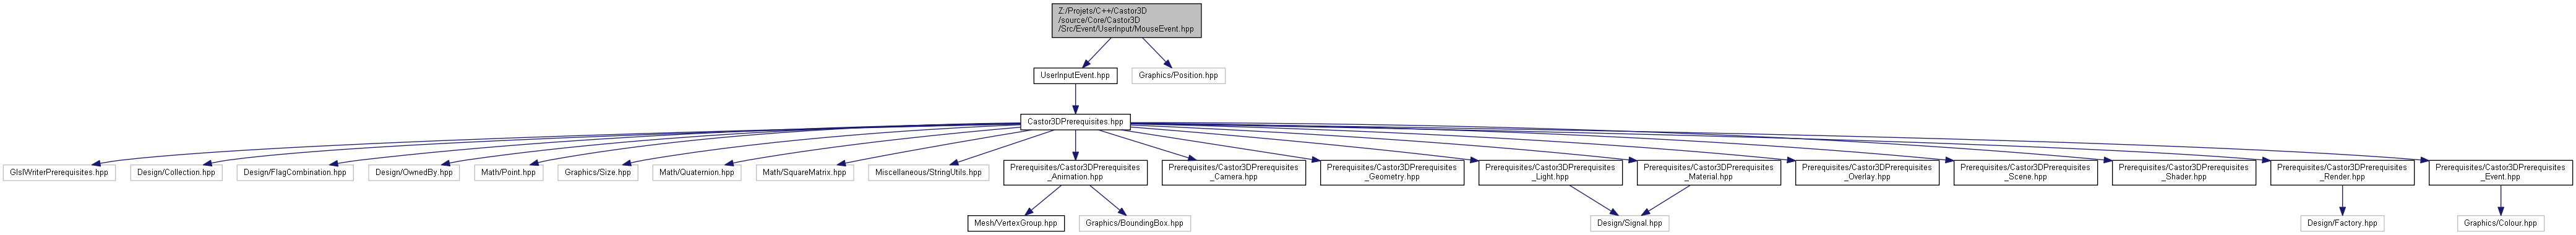 Z:/Projets/C++/Castor3D
/source/Core/Castor3D
/Src/Event/UserInput/MouseEvent.hpp
UserInputEvent.hpp
Graphics/Position.hpp
Castor3DPrerequisites.hpp
GlslWriterPrerequisites.hpp
Design/Collection.hpp
Design/FlagCombination.hpp
Design/OwnedBy.hpp
Math/Point.hpp
Graphics/Size.hpp
Math/Quaternion.hpp
Math/SquareMatrix.hpp
Miscellaneous/StringUtils.hpp
Prerequisites/Castor3DPrerequisites
_Animation.hpp
Prerequisites/Castor3DPrerequisites
_Camera.hpp
Prerequisites/Castor3DPrerequisites
_Geometry.hpp
Prerequisites/Castor3DPrerequisites
_Light.hpp
Prerequisites/Castor3DPrerequisites
_Material.hpp
Prerequisites/Castor3DPrerequisites
_Overlay.hpp
Prerequisites/Castor3DPrerequisites
_Scene.hpp
Prerequisites/Castor3DPrerequisites
_Shader.hpp
Prerequisites/Castor3DPrerequisites
_Render.hpp
Prerequisites/Castor3DPrerequisites
_Event.hpp
Mesh/VertexGroup.hpp
Graphics/BoundingBox.hpp
Design/Signal.hpp
Design/Factory.hpp
Graphics/Colour.hpp